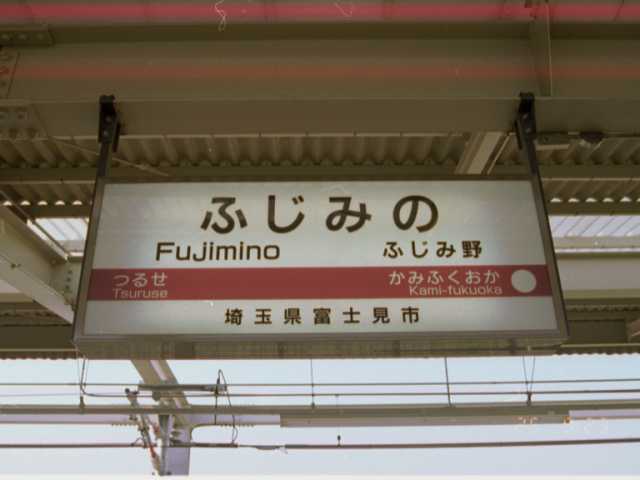 ふじみの
Fujimino ふじみ野
つるせ かみふくおか
Tsuruse Kami-fukuoka
埼玉県富士見市